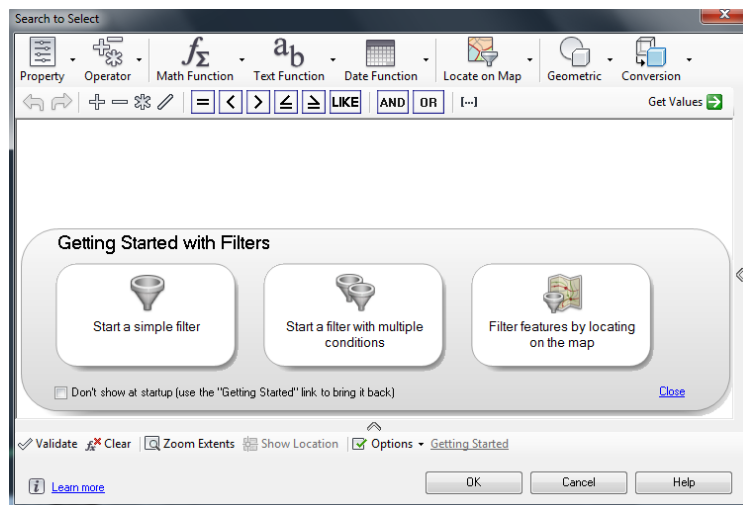 Search to Select
Property Operator Math Function Text Function Date Function Locate on Map Geometric Conversion
= < > ≤ ≥ LIKE AND OR [...] Get Values
Getting Started with Filters
Start a simple filter
Start a filter with multiple
conditions
Filter features by locating
on the map
Don't show at startup (use the "Getting Started" link to bring it back)
Close
Validate Clear Zoom Extents Show Location Options Getting Started
Learn more
OK Cancel Help